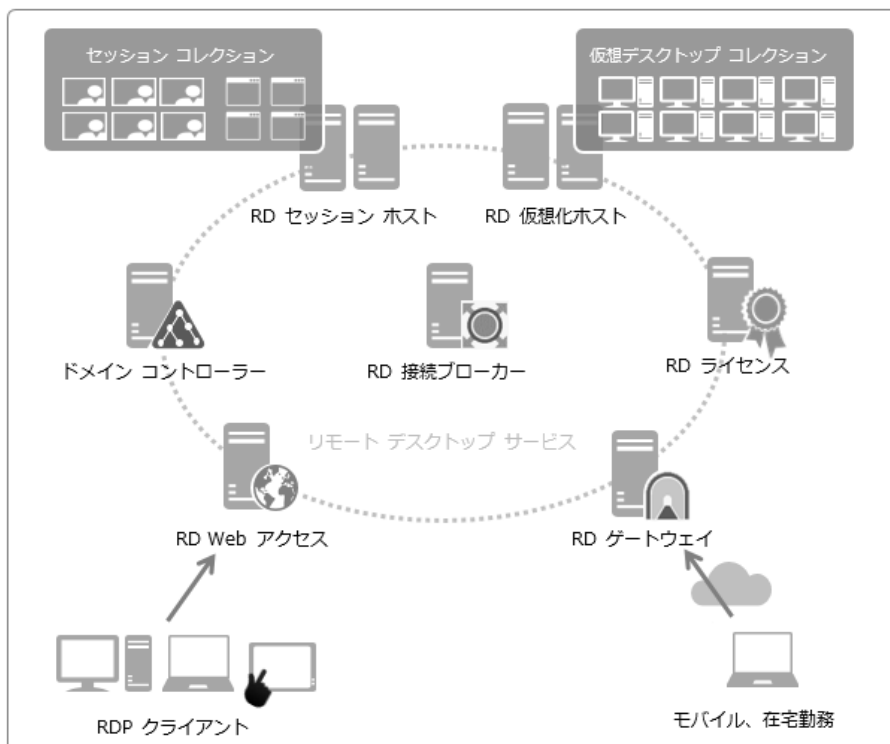 セッション コレクション
仮想デスクトップ コレクション
RD セッション ホスト
RD 仮想化ホスト
ドメイン コントローラー
RD 接続ブローカー
RD ライセンス
リモート デスクトップ サービス
RD Web アクセス
RD ゲートウェイ
RDP クライアント
モバイル、在宅勤務